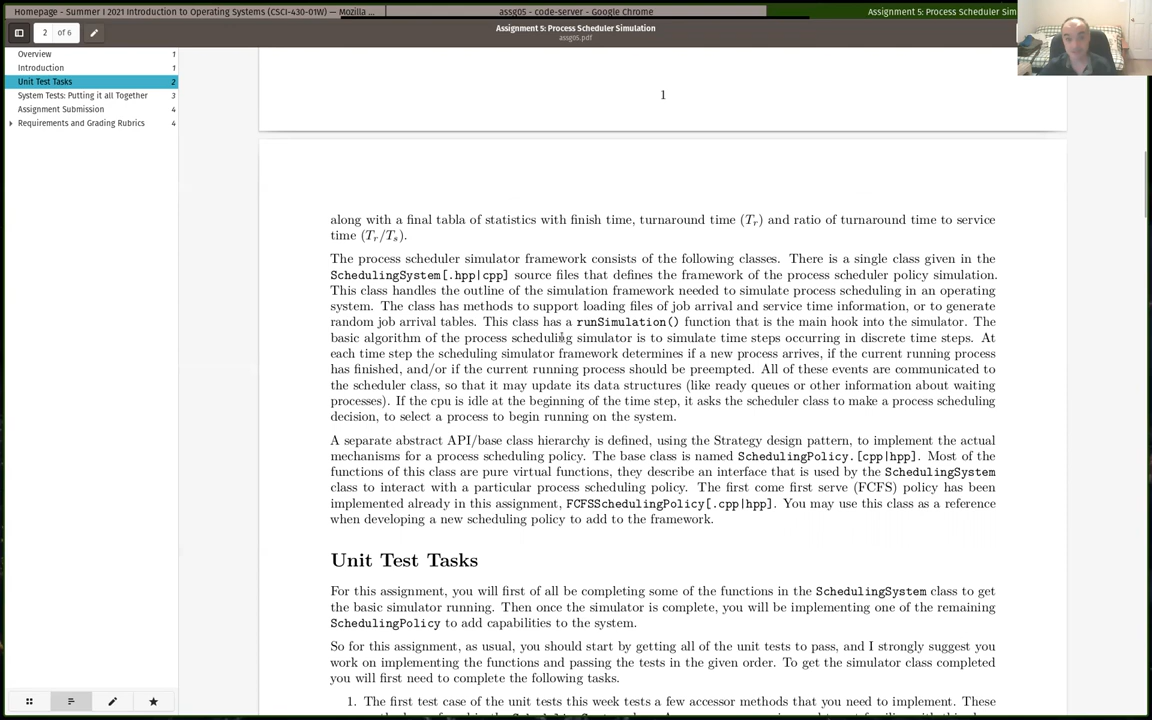 Homepage - Summer I 2021 Introduction to Operating Systems (CSCI-430-01W) — Mozilla ...
assg05 - code-server - Google Chrome
Assignment 5: Process Scheduler Sim
2 of 6
Assignment 5: Process Scheduler Simulation
assg05.pdf
Overview 1
Introduction 1
Unit Test Tasks 2
System Tests: Putting it all Together 3
Assignment Submission 4
Requirements and Grading Rubrics 4
1
along with a final tabla of statistics with finish time, turnaround time (Tr) and ratio of turnaround time to service
time (Tr/Ts).
The process scheduler simulator framework consists of the following classes. There is a single class given in the
SchedulingSystem[.hpp|cpp] source files that defines the framework of the process scheduler policy simulation.
This class handles the outline of the simulation framework needed to simulate process scheduling in an operating
system. The class has methods to support loading files of job arrival and service time information, or to generate
random job arrival tables. This class has a runSimulation() function that is the main hook into the simulator. The
basic algorithm of the process scheduling simulator is to simulate time steps occurring in discrete time steps. At
each time step the scheduling simulator framework determines if a new process arrives, if the current running process
has finished, and/or if the current running process should be preempted. All of these events are communicated to
the scheduler class, so that it may update its data structures (like ready queues or other information about waiting
processes). If the cpu is idle at the beginning of the time step, it asks the scheduler class to make a process scheduling
decision, to select a process to begin running on the system.
A separate abstract API/base class hierarchy is defined, using the Strategy design pattern, to implement the actual
mechanisms for a process scheduling policy. The base class is named SchedulingPolicy.[cpp|hpp]. Most of the
functions of this class are pure virtual functions, they describe an interface that is used by the SchedulingSystem
class to interact with a particular process scheduling policy. The first come first serve (FCFS) policy has been
implemented already in this assignment, FCFSSchedulingPolicy[.cpp|hpp]. You may use this class as a reference
when developing a new scheduling policy to add to the framework.
Unit Test Tasks
For this assignment, you will first of all be completing some of the functions in the SchedulingSystem class to get
the basic simulator running. Then once the simulator is complete, you will be implementing one of the remaining
SchedulingPolicy to add capabilities to the system.
So for this assignment, as usual, you should start by getting all of the unit tests to pass, and I strongly suggest you
work on implementing the functions and passing the tests in the given order. To get the simulator class completed
you will first need to complete the following tasks.
1. The first test case of the unit tests this week tests a few accessor methods that you need to implement. These